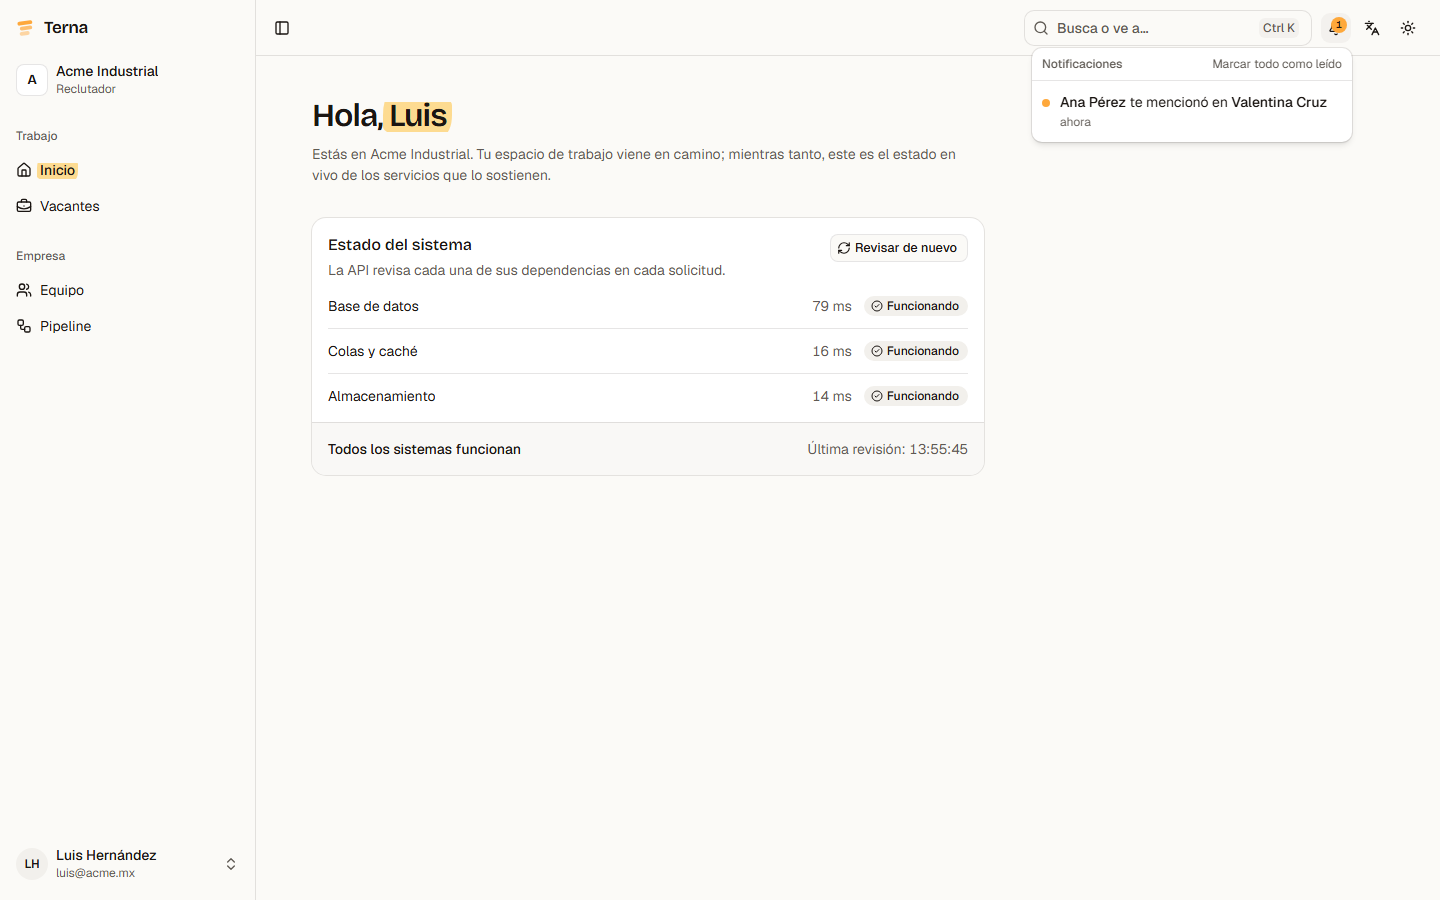 Terna
Acme Industrial
Reclutador
Trabajo
Inicio
Vacantes
Empresa
Equipo
Pipeline
Luis Hernández
luis@acme.mx
LH
A
Busca o ve a...
Ctrl K
1
Notificaciones
Marcar todo como leído
Ana Pérez te mencionó en Valentina Cruz
ahora
Hola, Luis
Estás en Acme Industrial. Tu espacio de trabajo viene en camino; mientras tanto, este es el estado en
vivo de los servicios que lo sostienen.
Estado del sistema
Revisar de nuevo
La API revisa cada una de sus dependencias en cada solicitud.
Base de datos
79 ms
Funcionando
Colas y caché
16 ms
Funcionando
Almacenamiento
14 ms
Funcionando
Todos los sistemas funcionan
Última revisión: 13:55:45